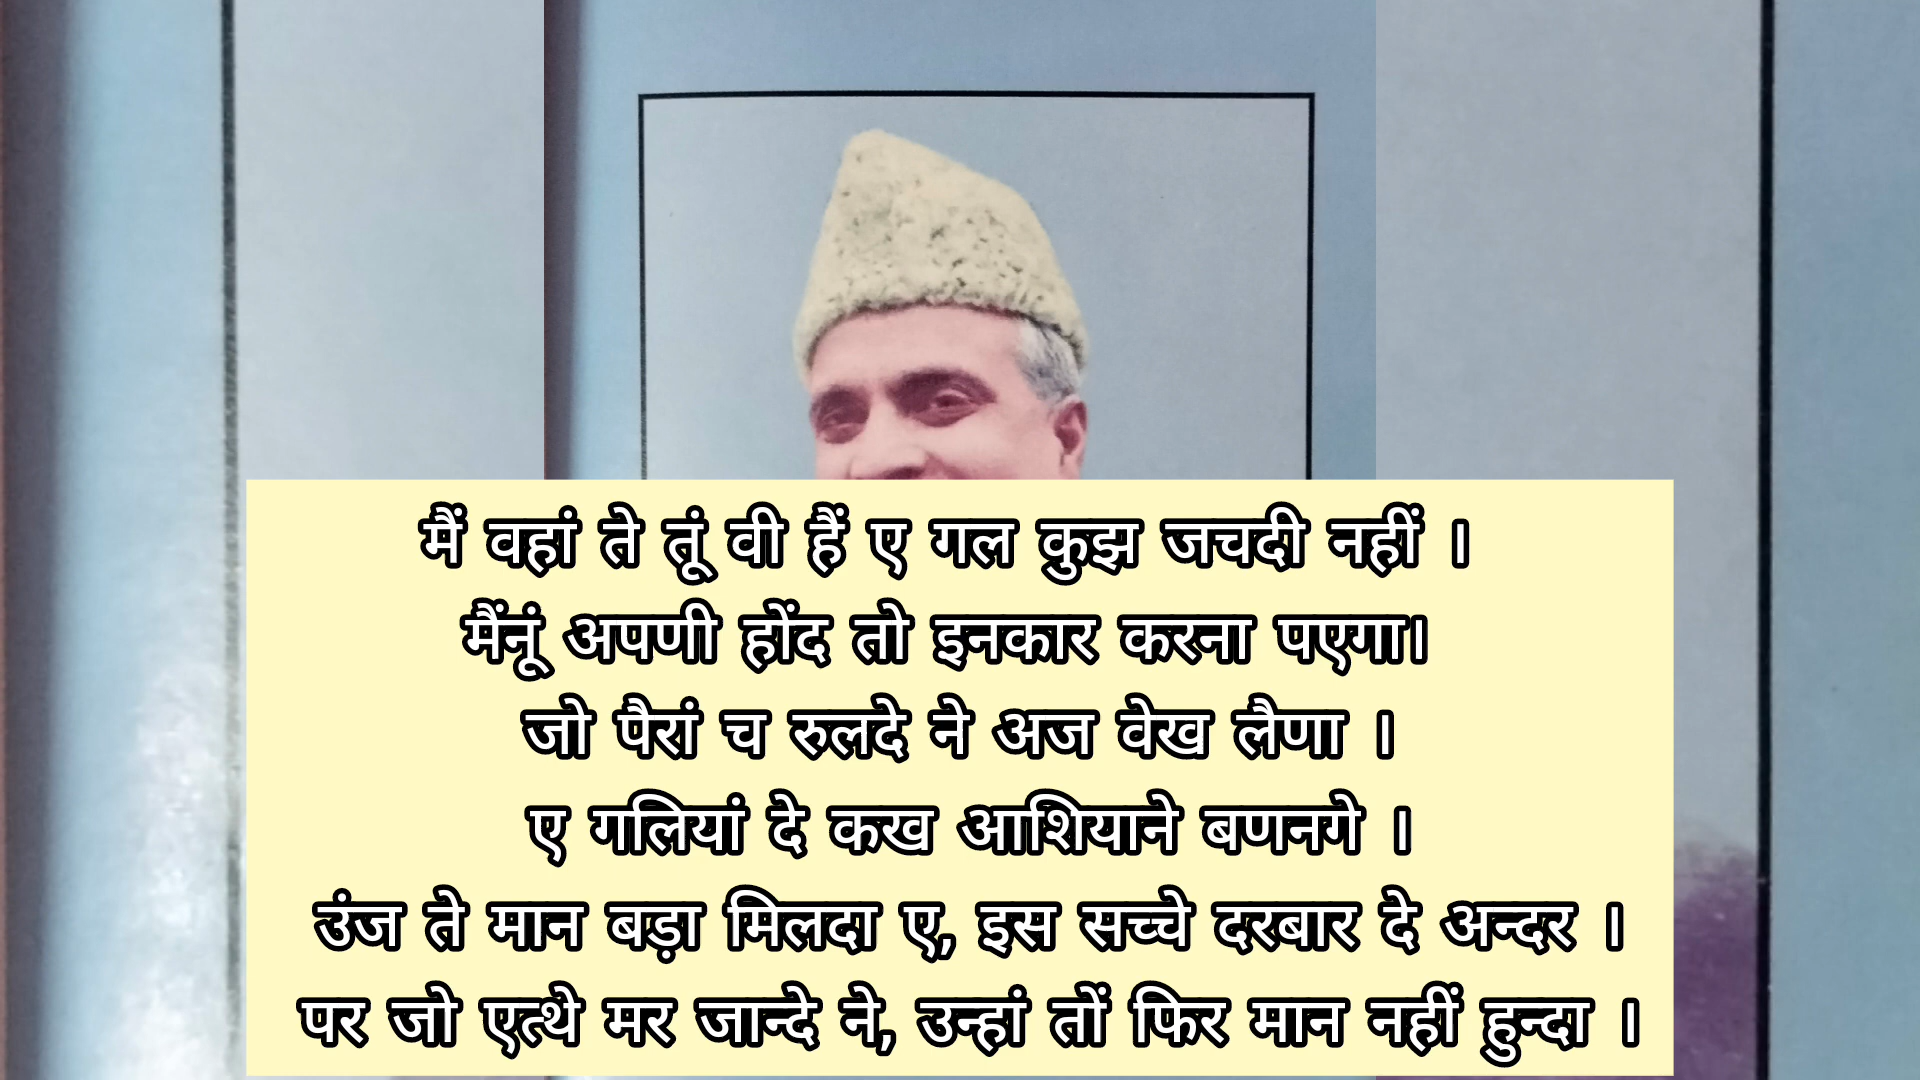 मैं वहां ते तूं वी हैं ए गल कुझ जचदी नहीं ।
मैंनूं अपणी होंद तो इनकार करना पएगा।
जो पैरां च रुलदे ने अज वेख लैणा ।
ए गलियां दे कख आशियाने बणनगे ।
उंज ते मान बड़ा मिलदा ए, इस सच्चे दरबार दे अन्दर ।
पर जो एत्थे मर जान्दे ने, उन्हां तों फिर मान नहीं हुन्दा ।